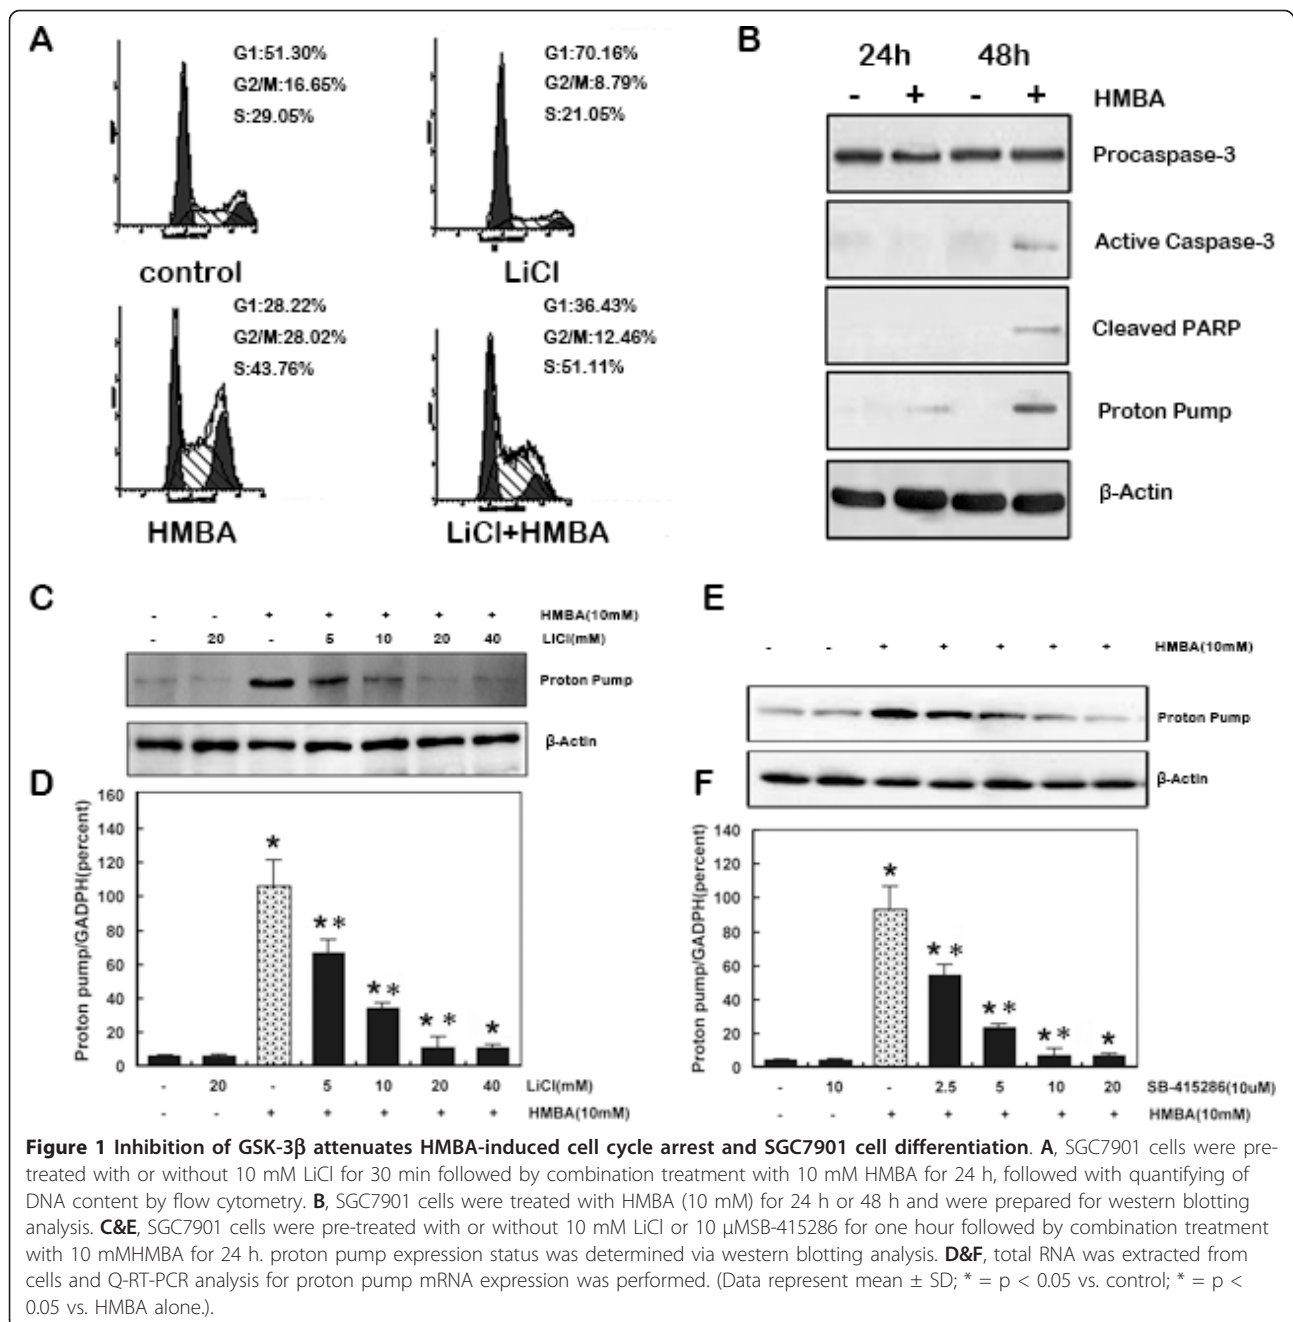 A
G1:51.30%
G2/M:16.65%
S:29.05%
control
G1:70.16%
G2/M:8.79%
S:21.05%
LiCl
G1:28.22%
G2/M:28.02%
S:43.76%
HMBA
G1:36.43%
G2/M:12.46%
S:51.11%
LiCl+HMBA
B
24h 48h
- + - + HMBA
Procaspase-3
Active Caspase-3
Cleaved PARP
Proton Pump
β-Actin
C
- - + + + + + HMBA(10mM)
- 20 - 5 10 20 40 LICl(mM)
Proton Pump
β-Actin
D
Proton pump/GADPH(percent)
160
140
120
100
80
60
40
20
0
* ** ** ** *
- 20 - 5 10 20 40 LiCl(mM)
- - + + + + + HMBA(10mM)
E
- - + + + + + HMBA(10mM)
Proton Pump
β-Actin
F
Proton pump/GADPH(percent)
140
120
100
80
60
40
20
0
* ** ** ** *
- 10 - 2.5 5 10 20 SB-415286(10uM)
- - + + + + + HMBA(10mM)
Figure 1 Inhibition of GSK-3β attenuates HMBA-induced cell cycle arrest and SGC7901 cell differentiation. A, SGC7901 cells were pre-
treated with or without 10 mM LiCl for 30 min followed by combination treatment with 10 mM HMBA for 24 h, followed with quantifying of
DNA content by flow cytometry. B, SGC7901 cells were treated with HMBA (10 mM) for 24 h or 48 h and were prepared for western blotting
analysis. C&E, SGC7901 cells were pre-treated with or without 10 mM LiCl or 10 μMSB-415286 for one hour followed by combination treatment
with 10 mMHMBA for 24 h. proton pump expression status was determined via western blotting analysis. D&F, total RNA was extracted from
cells and Q-RT-PCR analysis for proton pump mRNA expression was performed. (Data represent mean ± SD; * = p < 0.05 vs. control; * = p <
0.05 vs. HMBA alone.).